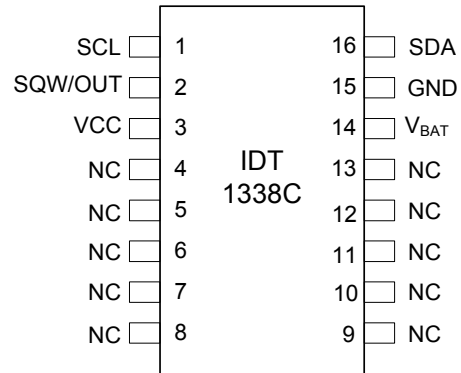 SCL 1 16 SDA
SQW/OUT 2 15 GND
VCC 3 14 VBAT
NC 4 13 NC
IDT
1338C
NC 5 12 NC
NC 6 11 NC
NC 7 10 NC
NC 8 9 NC